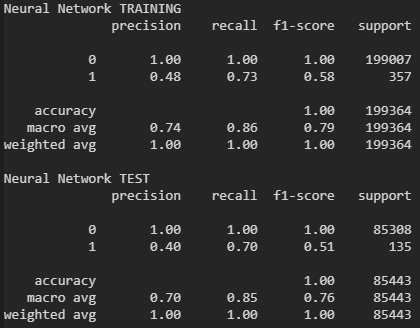 Neural Network TRAINING
precision recall f1-score support
0 1.00 1.00 1.00 199007
1 0.48 0.73 0.58 357
accuracy 1.00 199364
macro avg 0.74 0.86 0.79 199364
weighted avg 1.00 1.00 1.00 199364
Neural Network TEST
precision recall f1-score support
0 1.00 1.00 1.00 85308
1 0.40 0.70 0.51 135
accuracy 1.00 85443
macro avg 0.70 0.85 0.76 85443
weighted avg 1.00 1.00 1.00 85443